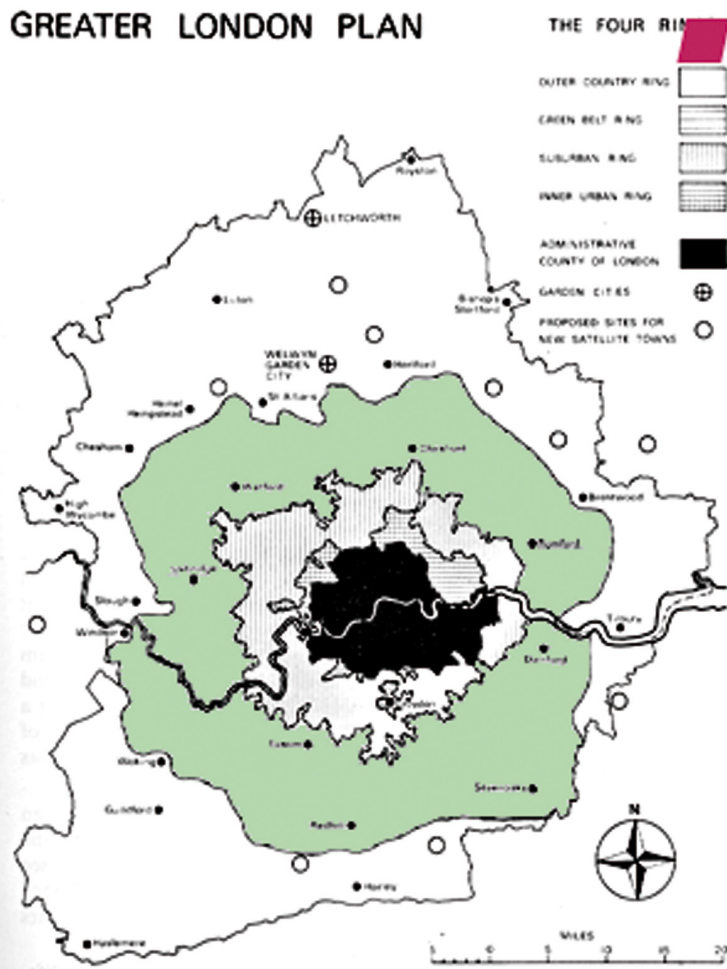 GREATER LONDON PLAN
THE FOUR
OUTER COUNTRY RING
GREEN BELT RING
SUBURBAN RING
INNER URBAN RING
ADMINISTRATIVE
COUNTY OF LONDON
GARDEN CITIES
PROPOSED SITES FOR
NEW SATELLITE TOWNS
Royston
LETCHWORTH
Luton
Bishop's
Stortford
WELWYN
GARDEN
CITY
Hertford
St Albans
Hemel
Hempstead
Chesham
Cheshunt
Watford
High
Wycombe
Brentwood
Romford
Uxbridge
Slough
Windsor
Tilbury
Dartford
Croydon
Epsom
Woking
Sevenoaks
Guildford
Redhill
Horley
Haslemere
N
MILES
5 0 5 10 15 20